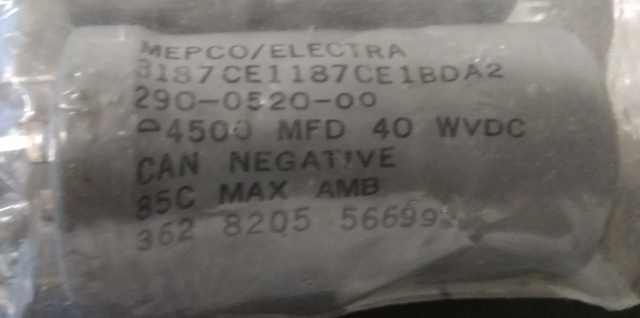 MEPCO/ELECTRA
3187CE1187CE1BDA2
290-0520-00
4500 MFD 40 WVDC
CAN NEGATIVE
85C MAX AMB
362 8205 56699